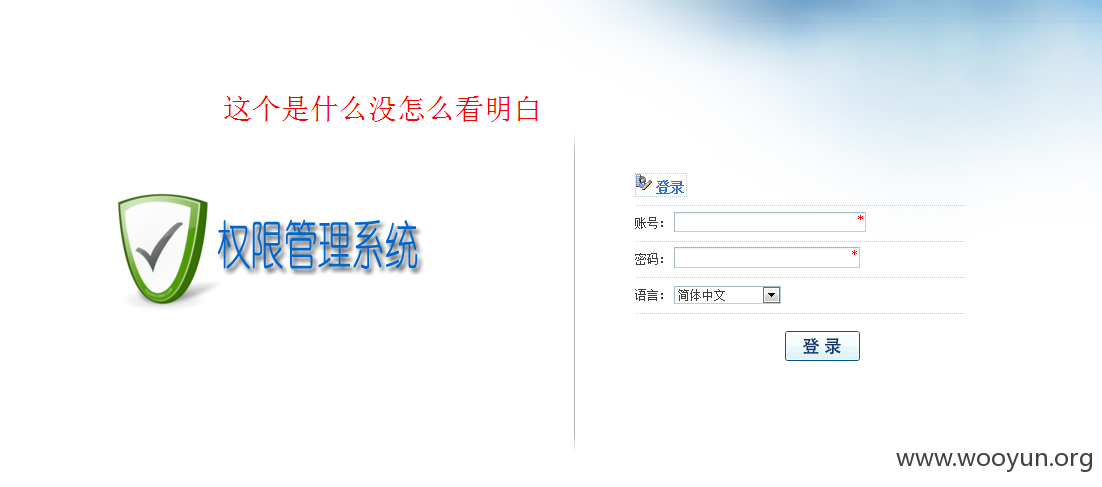 这个是什么没怎么看明白
权限管理系统
登录
账号： *
密码： *
语言： 简体中文
登 录
www.wooyun.org